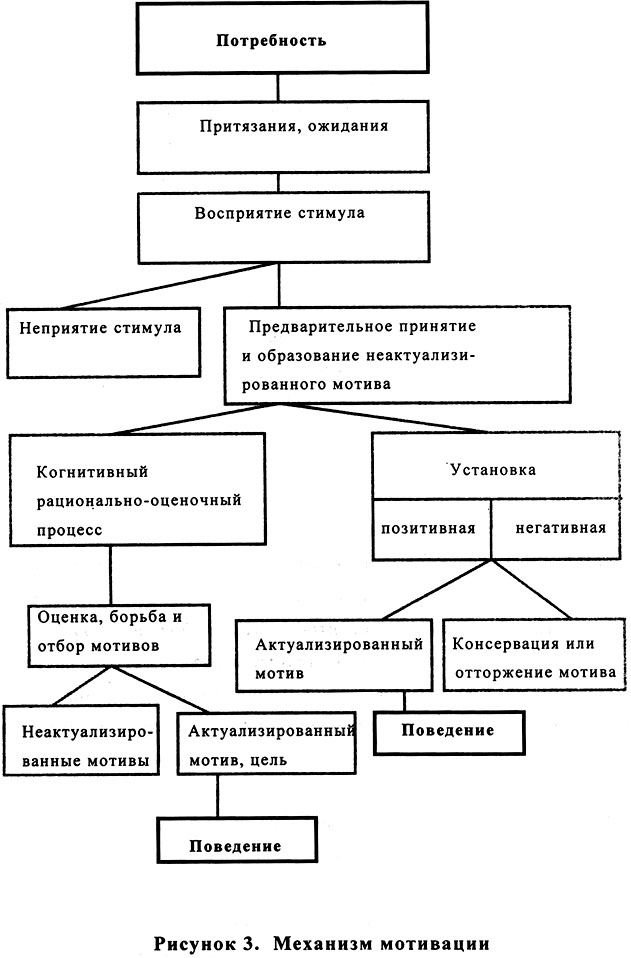 Потребность
Притязания, ожидания
Восприятие стимула
Неприятие стимула
Предварительное принятие
и образование неактуализи-
рованного мотива
Когнитивный
рационально-оценочный
процесс
Установка
позитивная
негативная
Оценка, борьба и
отбор мотивов
Актуализированный
мотив
Консервация или
отторжение мотива
Неактуализиро-
ванные мотивы
Актуализированный
мотив, цель
Поведение
Поведение
Рисунок 3. Механизм мотивации